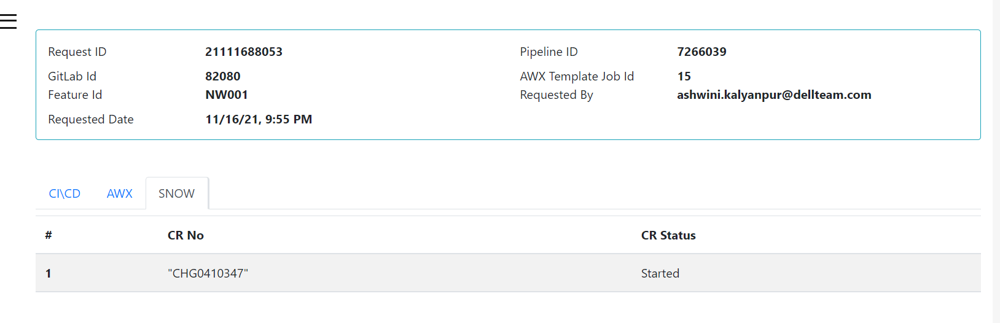 Request ID 21111688053 Pipeline ID 7266039
GitLab Id 82080 AWX Template Job Id 15
Feature Id NW001 Requested By ashwini.kalyanpur@dellteam.com
Requested Date 11/16/21, 9:55 PM
CI\CD AWX SNOW
# CR No CR Status
1 "CHG0410347" Started